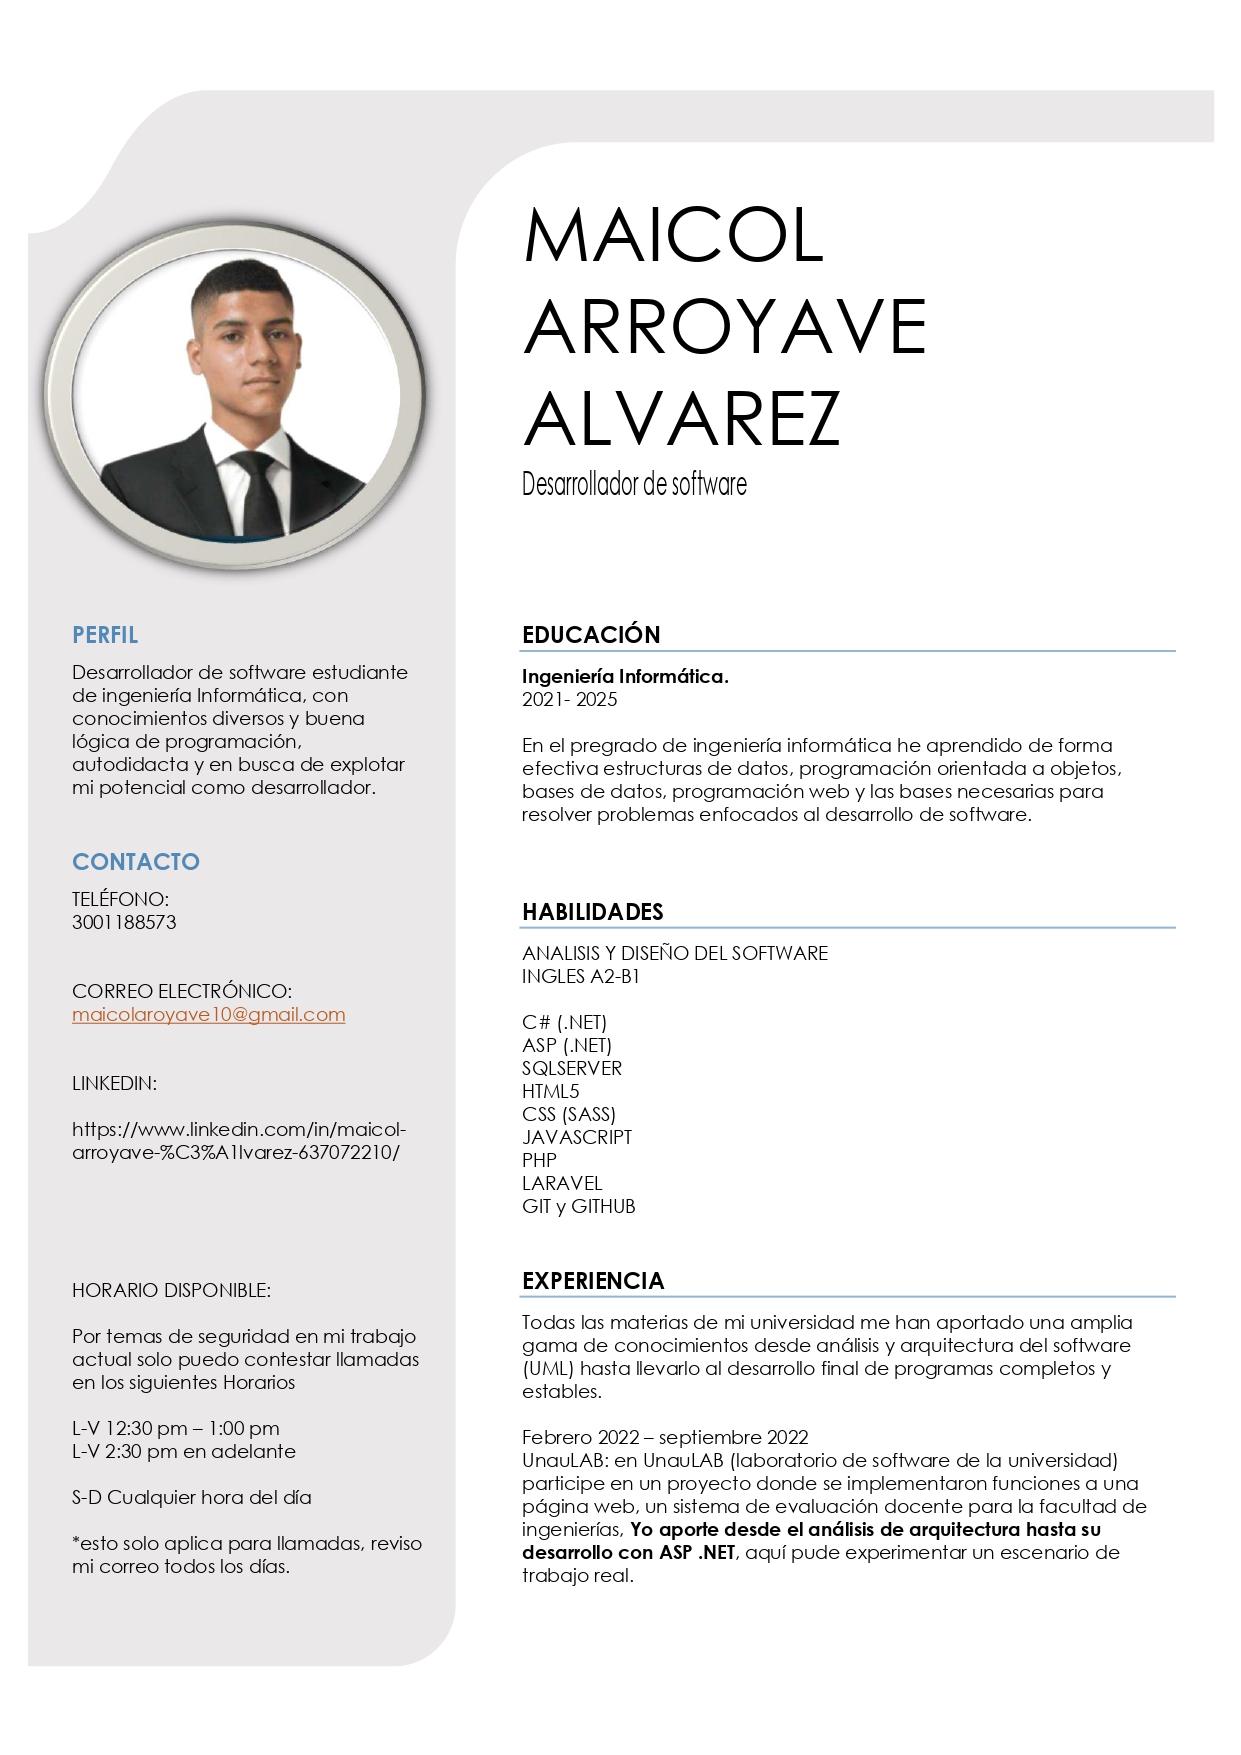 MAICOL
ARROYAVE
ALVAREZ
Desarrollador de software
PERFIL
Desarrollador de software estudiante
de ingeniería Informática, con
conocimientos diversos y buena
lógica de programación,
autodidacta y en busca de explotar
mi potencial como desarrollador.
CONTACTO
TELÉFONO:
3001188573
CORREO ELECTRÓNICO:
maicolaroyave10@gmail.com
LINKEDIN:
https://www.linkedin.com/in/maicol-
arroyave-%C3%A1lvarez-637072210/
HORARIO DISPONIBLE:
Por temas de seguridad en mi trabajo
actual solo puedo contestar llamadas
en los siguientes Horarios
L-V 12:30 pm – 1:00 pm
L-V 2:30 pm en adelante
S-D Cualquier hora del día
*esto solo aplica para llamadas, reviso
mi correo todos los días.
EDUCACIÓN
Ingeniería Informática.
2021- 2025
En el pregrado de ingeniería informática he aprendido de forma
efectiva estructuras de datos, programación orientada a objetos,
bases de datos, programación web y las bases necesarias para
resolver problemas enfocados al desarrollo de software.
HABILIDADES
ANALISIS Y DISEÑO DEL SOFTWARE
INGLES A2-B1
C# (.NET)
ASP (.NET)
SQLSERVER
HTML5
CSS (SASS)
JAVASCRIPT
PHP
LARAVEL
GIT y GITHUB
EXPERIENCIA
Todas las materias de mi universidad me han aportado una amplia
gama de conocimientos desde análisis y arquitectura del software
(UML) hasta llevarlo al desarrollo final de programas completos y
estables.
Febrero 2022 – septiembre 2022
UnauLAB: en UnauLAB (laboratorio de software de la universidad)
participe en un proyecto donde se implementaron funciones a una
página web, un sistema de evaluación docente para la facultad de
ingenierías, Yo aporte desde el análisis de arquitectura hasta su
desarrollo con ASP .NET, aquí pude experimentar un escenario de
trabajo real.